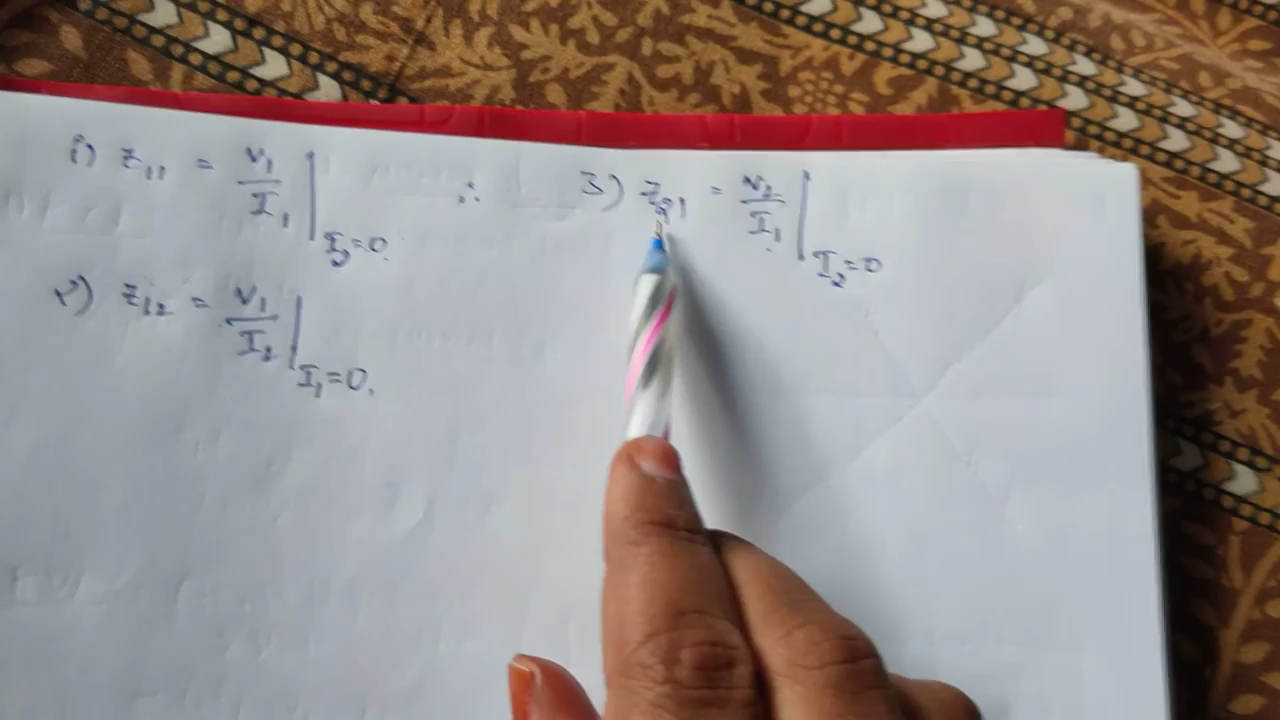 1) Z₁₁ = V₁/I₁ | I₂=0.
2) Z₁₂ = V₁/I₂ | I₁=0.
∴ 3) Z₂₁ = V₂/I₁ | I₂=0